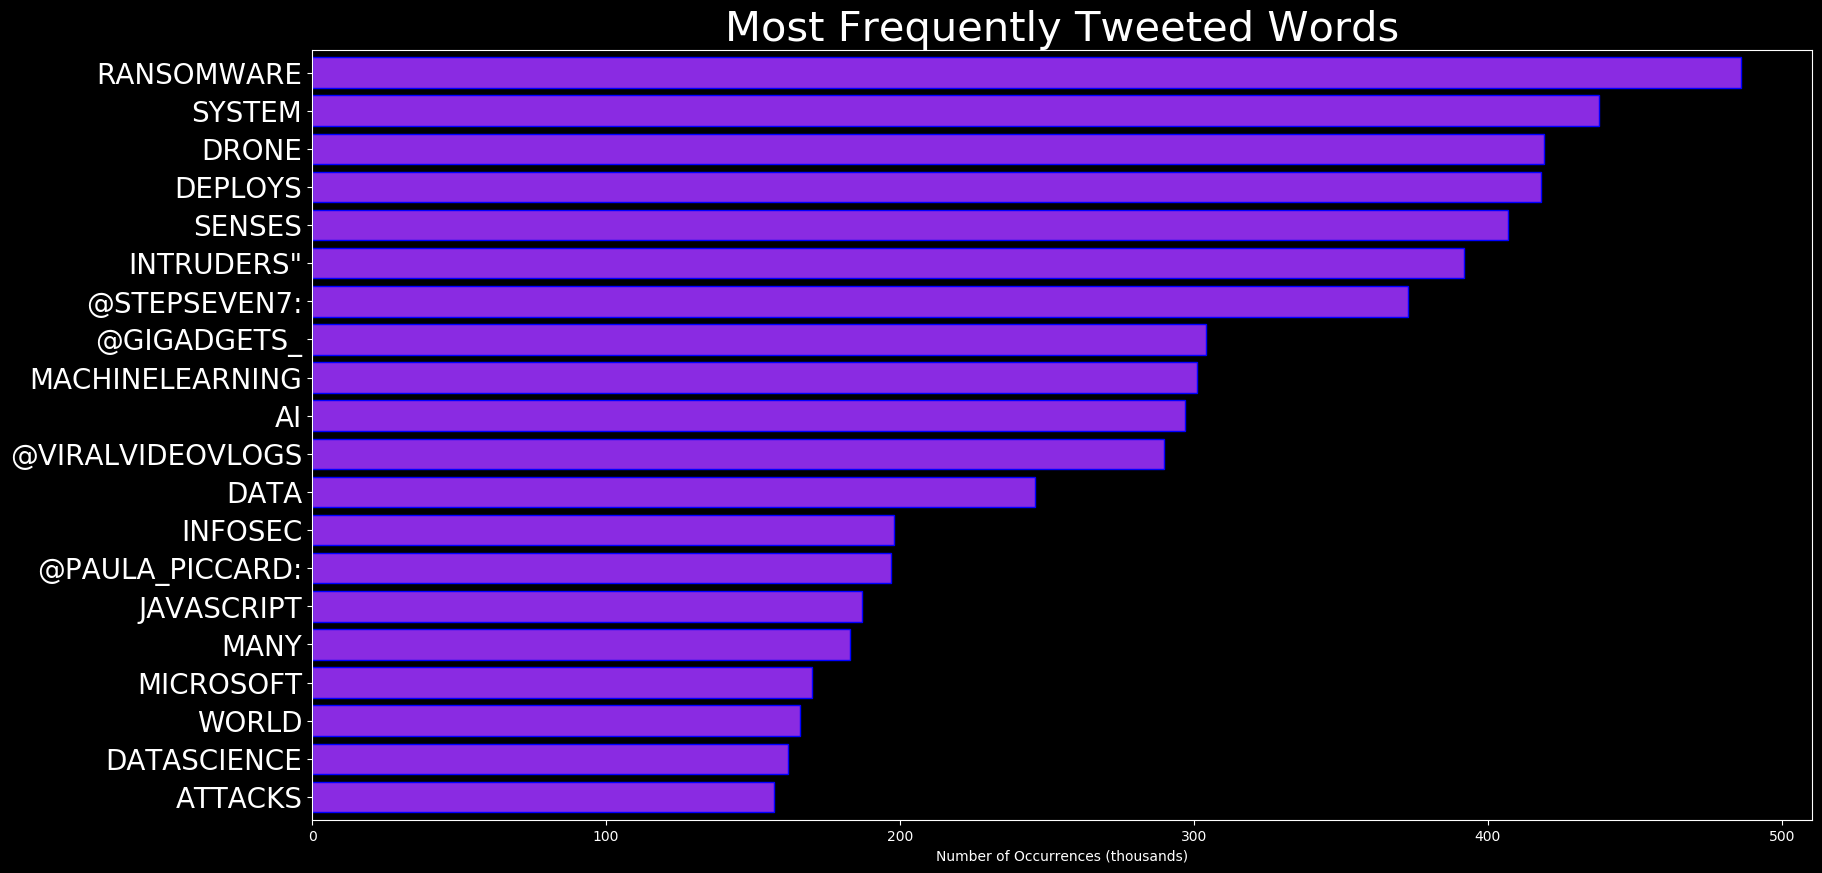 Most Frequently Tweeted Words
RANSOMWARE
SYSTEM
DRONE
DEPLOYS
SENSES
INTRUDERS"
@STEPSEVEN7:
@GIGADGETS_
MACHINELEARNING
AI
@VIRALVIDEOVLOGS
DATA
INFOSEC
@PAULA_PICCARD:
JAVASCRIPT
MANY
MICROSOFT
WORLD
DATASCIENCE
ATTACKS
0 100 200 300 400 500
Number of Occurrences (thousands)